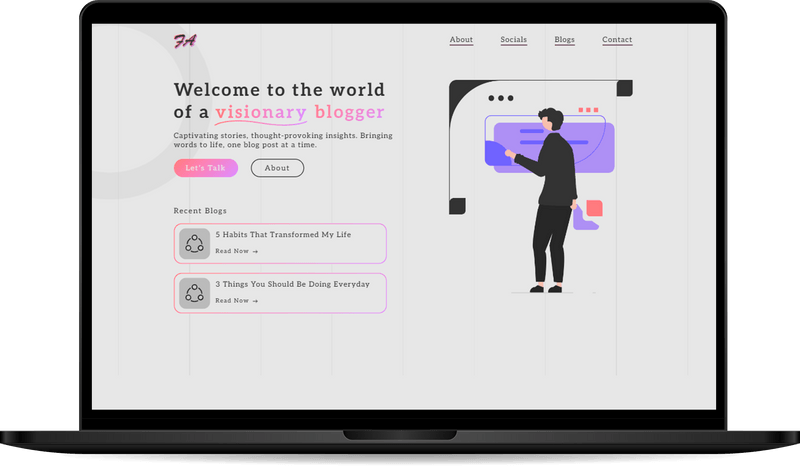 FA
About Socials Blogs Contact
Welcome to the world
of a visionary blogger
Captivating stories, thought-provoking insights. Bringing
words to life, one blog post at a time.
Let's Talk About
Recent Blogs
5 Habits That Transformed My Life
Read Now →
3 Things You Should Be Doing Everyday
Read Now →